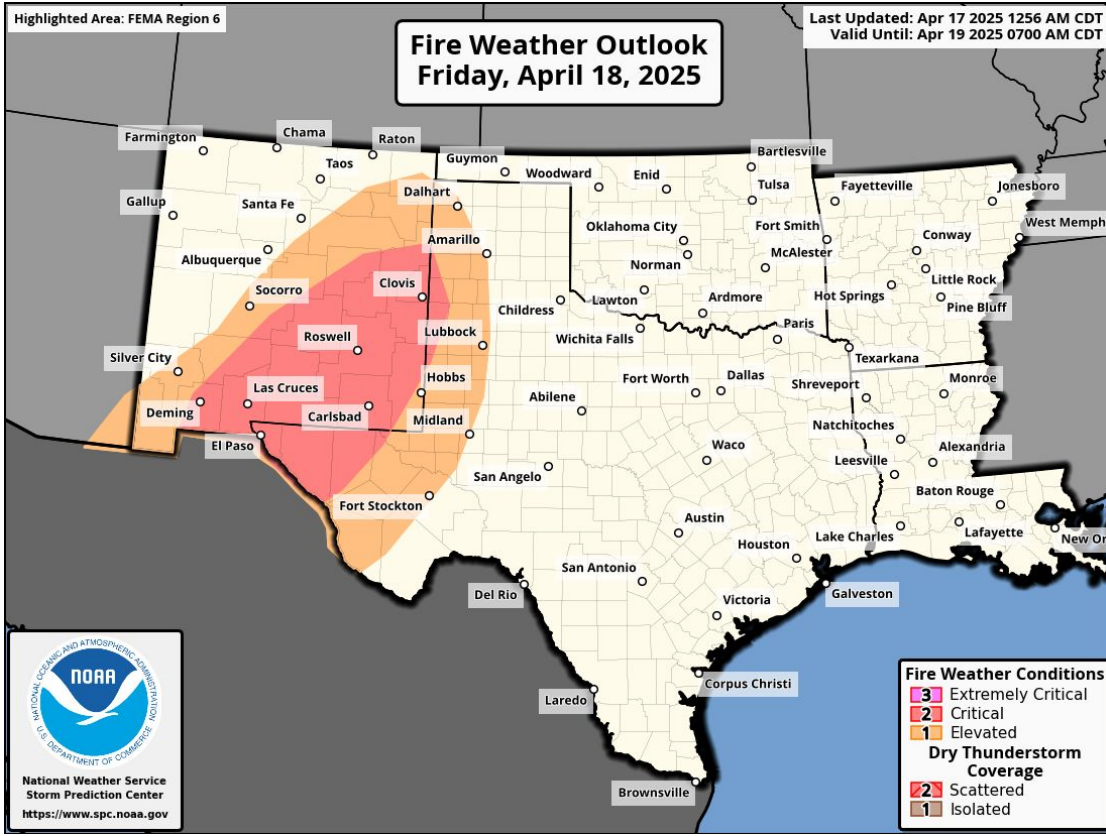 Highlighted Area: FEMA Region 6
Fire Weather Outlook
Friday, April 18, 2025
Last Updated: Apr 17 2025 1256 AM CDT
Valid Until: Apr 19 2025 0700 AM CDT
Farmington
Chama
Raton
Taos
Guymon
Woodward
Enid
Bartlesville
Tulsa
Fayetteville
Jonesboro
Gallup
Santa Fe
Dalhart
Albuquerque
Amarillo
Oklahoma City
Fort Smith
Conway
West Memph
Norman
McAlester
Little Rock
Socorro
Clovis
Childress
Lawton
Ardmore
Hot Springs
Pine Bluff
Roswell
Lubbock
Wichita Falls
Paris
Texarkana
Silver City
Las Cruces
Hobbs
Fort Worth
Dallas
Shreveport
Monroe
Deming
Carlsbad
Midland
Abilene
Natchitoches
El Paso
Waco
Alexandria
Leesville
San Angelo
Fort Stockton
Baton Rouge
Austin
Houston
Lake Charles
Lafayette
New Or
San Antonio
Del Rio
Galveston
Victoria
Laredo
Corpus Christi
Brownsville
NATIONAL OCEANIC AND ATMOSPHERIC ADMINISTRATION
NOAA
U.S. DEPARTMENT OF COMMERCE
National Weather Service
Storm Prediction Center
https://www.spc.noaa.gov
Fire Weather Conditions
3 Extremely Critical
2 Critical
1 Elevated
Dry Thunderstorm
Coverage
2 Scattered
1 Isolated